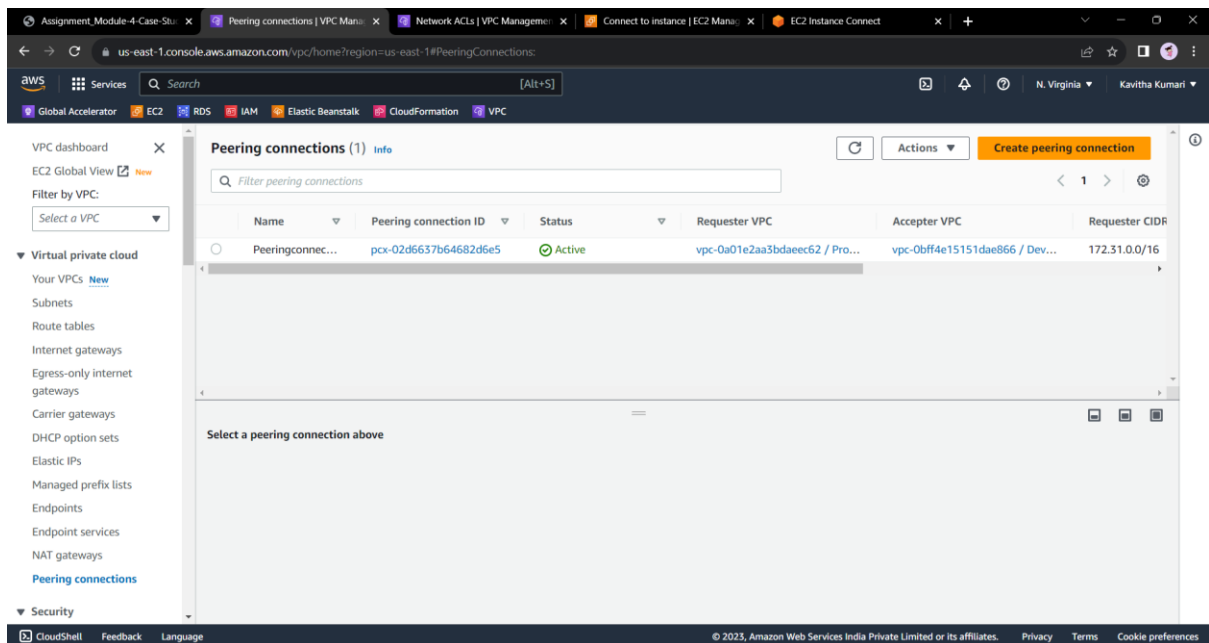 Assignment_Module-4-Case-Stu
Peering connections | VPC Mana
Network ACLs | VPC Managemen
Connect to instance | EC2 Manag
EC2 Instance Connect
us-east-1.console.aws.amazon.com/vpc/home?region=us-east-1#PeeringConnections:
aws Services Search [Alt+S] N. Virginia Kavitha Kumari
Global Accelerator EC2 RDS IAM Elastic Beanstalk CloudFormation VPC
VPC dashboard
EC2 Global View New
Filter by VPC:
Select a VPC
Virtual private cloud
Your VPCs New
Subnets
Route tables
Internet gateways
Egress-only internet
gateways
Carrier gateways
DHCP option sets
Elastic IPs
Managed prefix lists
Endpoints
Endpoint services
NAT gateways
Peering connections
Security
Peering connections (1) Info
Actions
Create peering connection
Filter peering connections
1
Name Peering connection ID Status Requester VPC Accepter VPC Requester CIDR
Peeringconnec... pcx-02d6637b64682d6e5 Active vpc-0a01e2aa3bdaeec62 / Pro... vpc-0bff4e15151dae866 / Dev... 172.31.0.0/16
Select a peering connection above
CloudShell Feedback Language © 2023, Amazon Web Services India Private Limited or its affiliates. Privacy Terms Cookie preferences